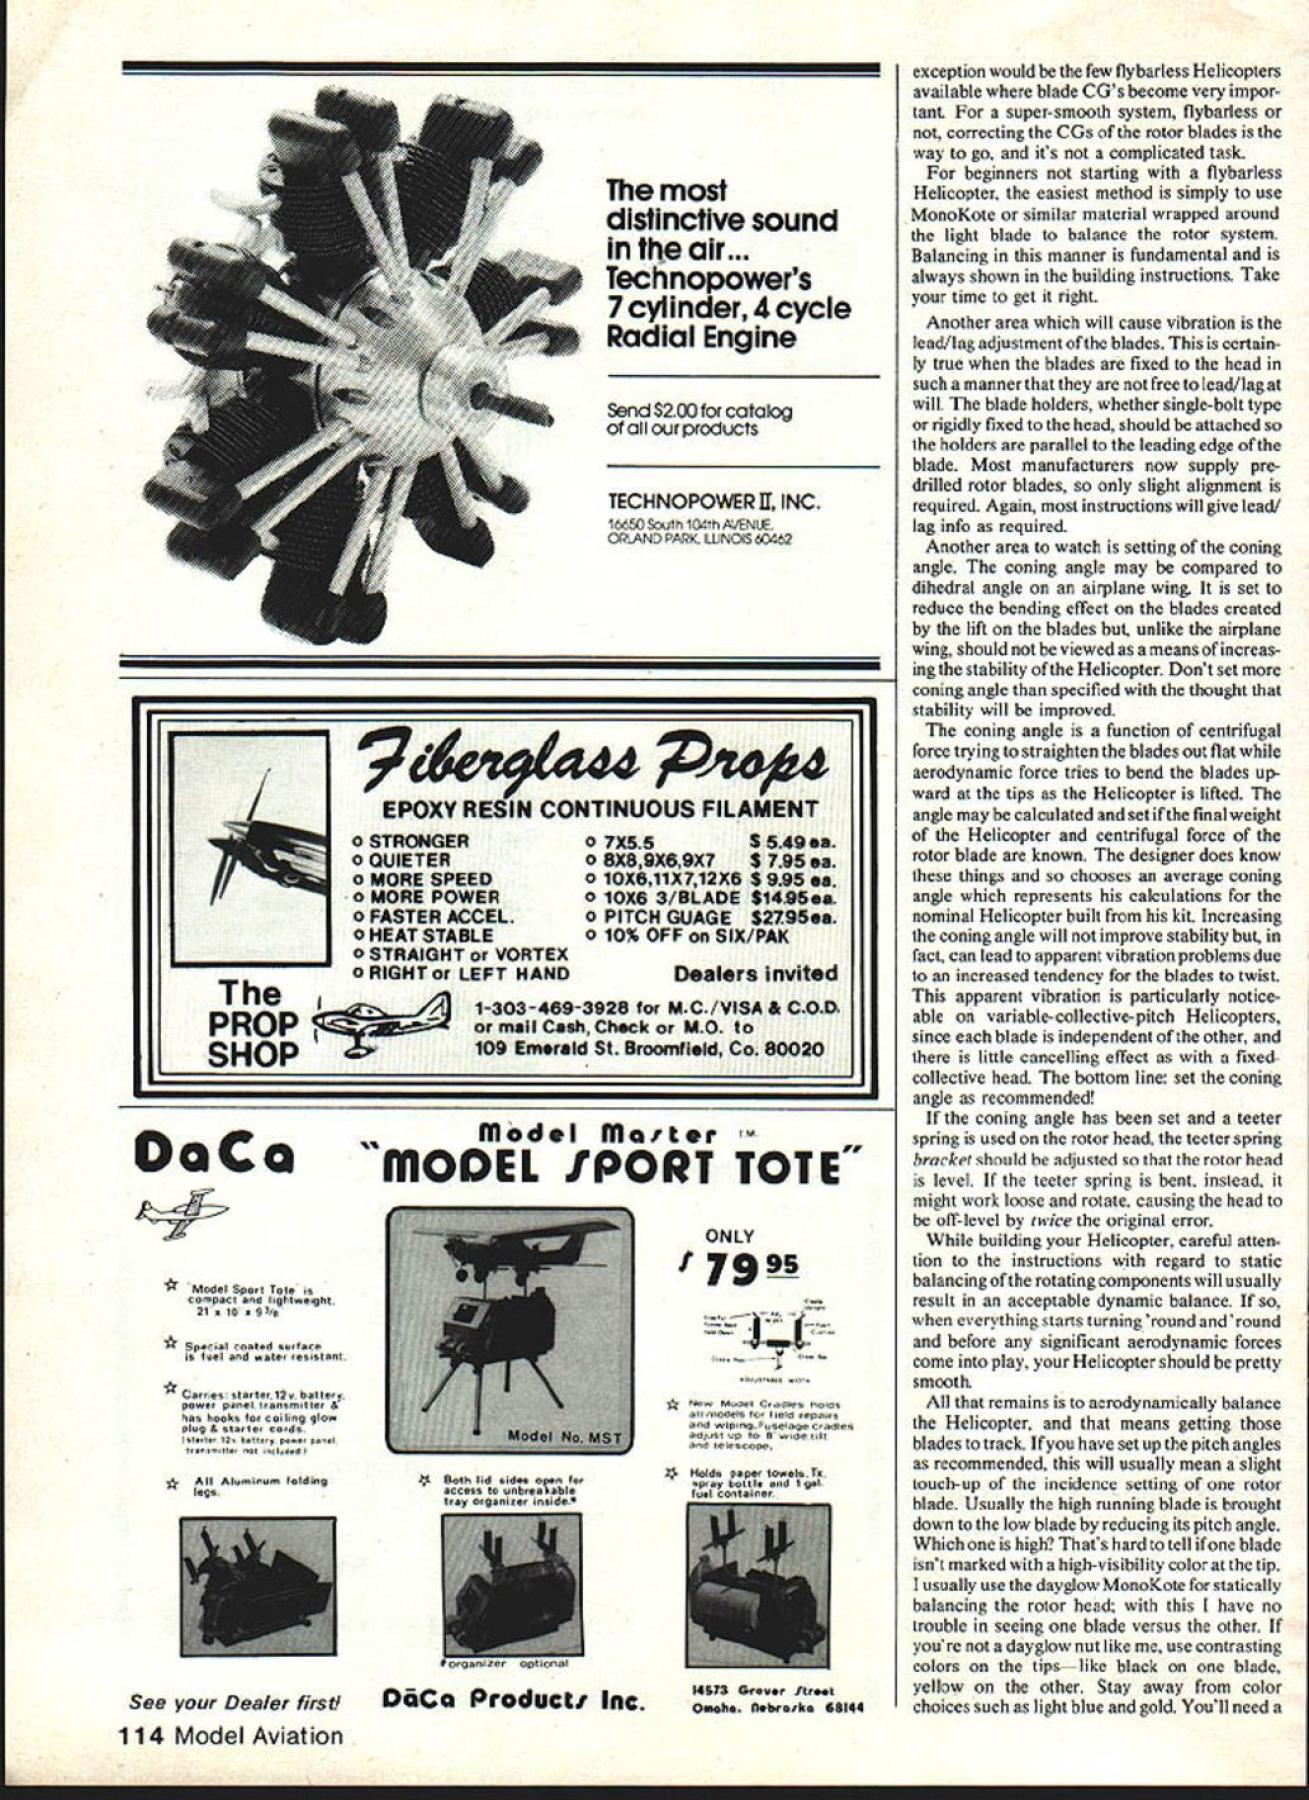 The most
distinctive sound
in the air...
Technopower's
7 cylinder, 4 cycle
Radial Engine
Send $2.00 for catalog
of all our products
TECHNOPOWER II, INC.
16650 South 104th AVENUE,
ORLAND PARK, ILLINOIS 60462
Fiberglass Props
EPOXY RESIN CONTINUOUS FILAMENT
o STRONGER
o QUIETER
o MORE SPEED
o MORE POWER
o FASTER ACCEL.
o HEAT STABLE
o STRAIGHT or VORTEX
o RIGHT or LEFT HAND
o 7X5.5 $ 5.49 ea.
o 8X8,9X6,9X7 $ 7.95 ea.
o 10X6,11X7,12X6 $ 9.95 ea.
o 10X6 3/BLADE $14.95 ea.
o PITCH GUAGE $27.95 ea.
o 10% OFF on SIX/PAK
Dealers invited
The
PROP
SHOP
1-303-469-3928 for M.C./VISA & C.O.D.
or mail Cash, Check or M.O. to
109 Emerald St. Broomfield, Co. 80020
DaCa
Model Master T.M.
"MODEL SPORT TOTE"
☆ Model Sport Tote is
compact and lightweight.
21 x 10 x 9 3/8
☆ Special coated surface
is fuel and water resistant.
☆ Carries: starter, 12 v. battery,
power panel, transmitter &
has hooks for coiling glow
plug & starter cords.
(starter, 12v. battery, power panel,
transmitter not included)
☆ All Aluminum folding
legs.
Model No. MST
ONLY
$79 95
ADJUSTABLE WIDTH
☆ New Model Cradles holds
all models for field repairs
and wiping. Fuselage cradles
adjust up to 8" wide tilt
and telescope.
☆ Both lid sides open for
access to unbreakable
tray organizer inside.*
☆ Holds paper towels, Tx,
spray bottle and 1 gal.
fuel container.
*organizer optional
See your Dealer first!
DaCa Products Inc.
14573 Grover Street
Omaha, Nebraska 68144
114 Model Aviation
exception would be the few flybarless Helicopters
available where blade CG's become very impor-
tant. For a super-smooth system, flybarless or
not, correcting the CGs of the rotor blades is the
way to go, and it's not a complicated task.
For beginners not starting with a flybarless
Helicopter, the easiest method is simply to use
MonoKote or similar material wrapped around
the light blade to balance the rotor system.
Balancing in this manner is fundamental and is
always shown in the building instructions. Take
your time to get it right.
Another area which will cause vibration is the
lead/lag adjustment of the blades. This is certain-
ly true when the blades are fixed to the head in
such a manner that they are not free to lead/lag at
will. The blade holders, whether single-bolt type
or rigidly fixed to the head, should be attached so
the holders are parallel to the leading edge of the
blade. Most manufacturers now supply pre-
drilled rotor blades, so only slight alignment is
required. Again, most instructions will give lead/
lag info as required.
Another area to watch is setting of the coning
angle. The coning angle may be compared to
dihedral angle on an airplane wing. It is set to
reduce the bending effect on the blades created
by the lift on the blades but, unlike the airplane
wing, should not be viewed as a means of increas-
ing the stability of the Helicopter. Don't set more
coning angle than specified with the thought that
stability will be improved.
The coning angle is a function of centrifugal
force trying to straighten the blades out flat while
aerodynamic force tries to bend the blades up-
ward at the tips as the Helicopter is lifted. The
angle may be calculated and set if the final weight
of the Helicopter and centrifugal force of the
rotor blade are known. The designer does know
these things and so chooses an average coning
angle which represents his calculations for the
nominal Helicopter built from his kit. Increasing
the coning angle will not improve stability but, in
fact, can lead to apparent vibration problems due
to an increased tendency for the blades to twist.
This apparent vibration is particularly notice-
able on variable-collective-pitch Helicopters,
since each blade is independent of the other, and
there is little cancelling effect as with a fixed-
collective head. The bottom line: set the coning
angle as recommended!
If the coning angle has been set and a teeter
spring is used on the rotor head, the teeter spring
bracket should be adjusted so that the rotor head
is level. If the teeter spring is bent, instead, it
might work loose and rotate, causing the head to
be off-level by twice the original error.
While building your Helicopter, careful atten-
tion to the instructions with regard to static
balancing of the rotating components will usually
result in an acceptable dynamic balance. If so,
when everything starts turning 'round and 'round
and before any significant aerodynamic forces
come into play, your Helicopter should be pretty
smooth.
All that remains is to aerodynamically balance
the Helicopter, and that means getting those
blades to track. If you have set up the pitch angles
as recommended, this will usually mean a slight
touch-up of the incidence setting of one rotor
blade. Usually the high running blade is brought
down to the low blade by reducing its pitch angle.
Which one is high? That's hard to tell if one blade
isn't marked with a high-visibility color at the tip.
I usually use the dayglow MonoKote for statically
balancing the rotor head; with this I have no
trouble in seeing one blade versus the other. If
you're not a dayglow nut like me, use contrasting
colors on the tips—like black on one blade,
yellow on the other. Stay away from color
choices such as light blue and gold. You'll need a